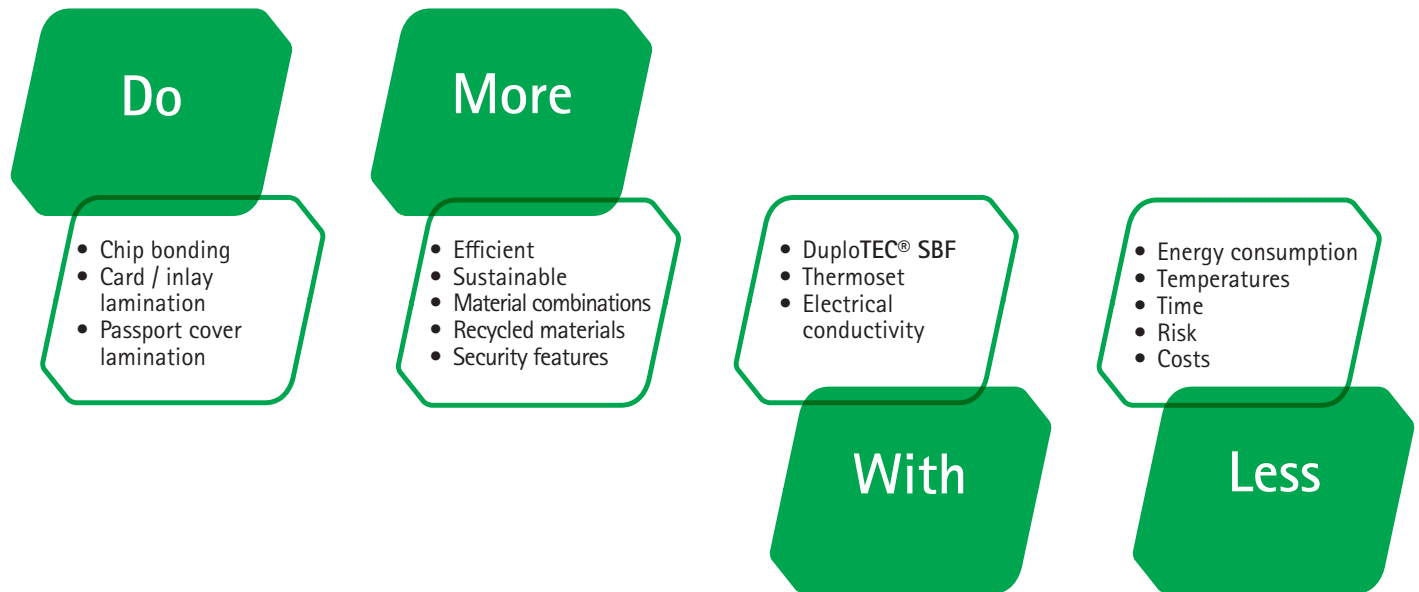 Do
• Chip bonding
• Card / inlay
lamination
• Passport cover
lamination
More
• Efficient
• Sustainable
• Material combinations
• Recycled materials
• Security features
• DuploTEC® SBF
• Thermoset
• Electrical
conductivity
With
• Energy consumption
• Temperatures
• Time
• Risk
• Costs
Less